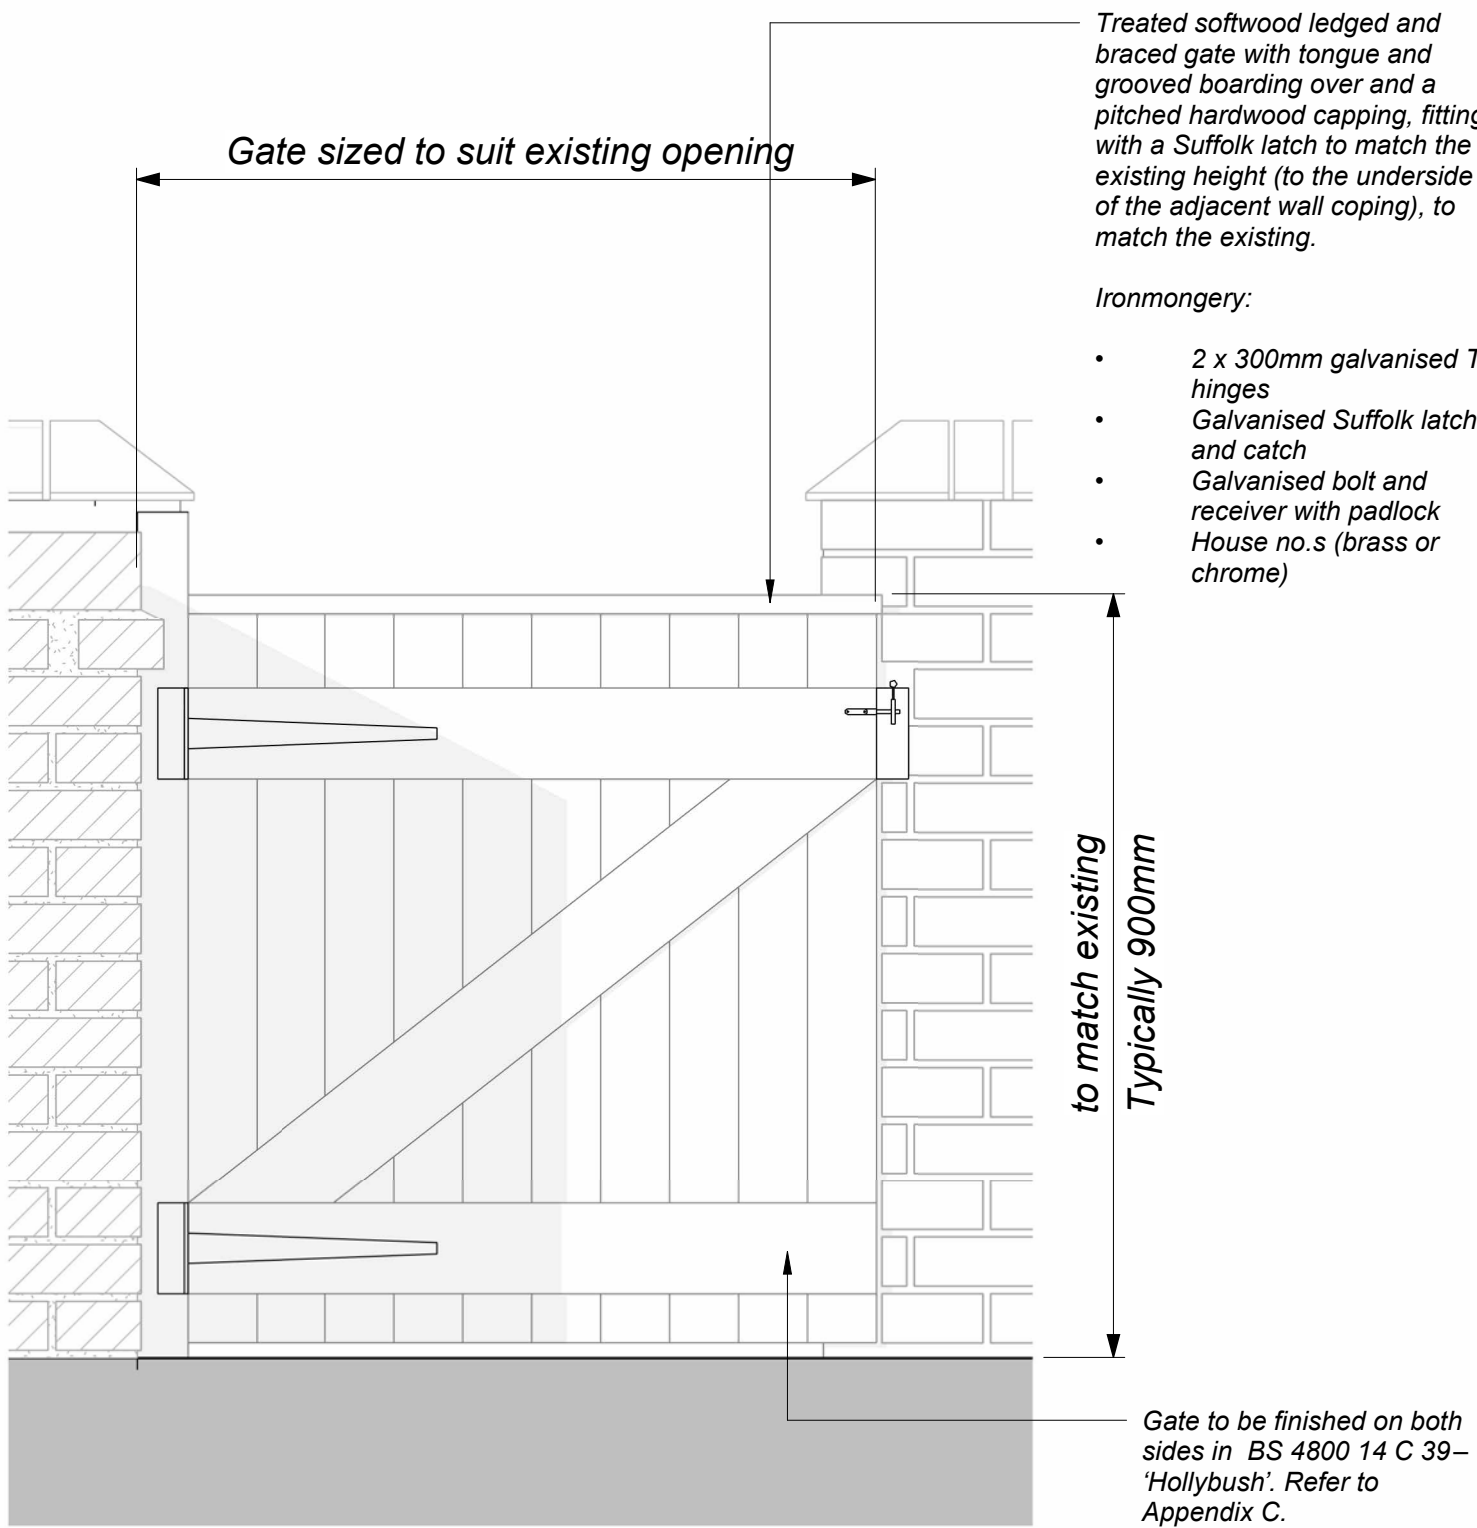 Treated softwood ledged and
braced gate with tongue and
grooved boarding over and a
pitched hardwood capping, fitting
with a Suffolk latch to match the
existing height (to the underside
of the adjacent wall coping), to
match the existing.
Ironmongery:
• 2 x 300mm galvanised T
hinges
• Galvanised Suffolk latch
and catch
• Galvanised bolt and
receiver with padlock
• House no.s (brass or
chrome)
Gate sized to suit existing opening
to match existing
Typically 900mm
Gate to be finished on both
sides in BS 4800 14 C 39–
‘Hollybush’. Refer to
Appendix C.